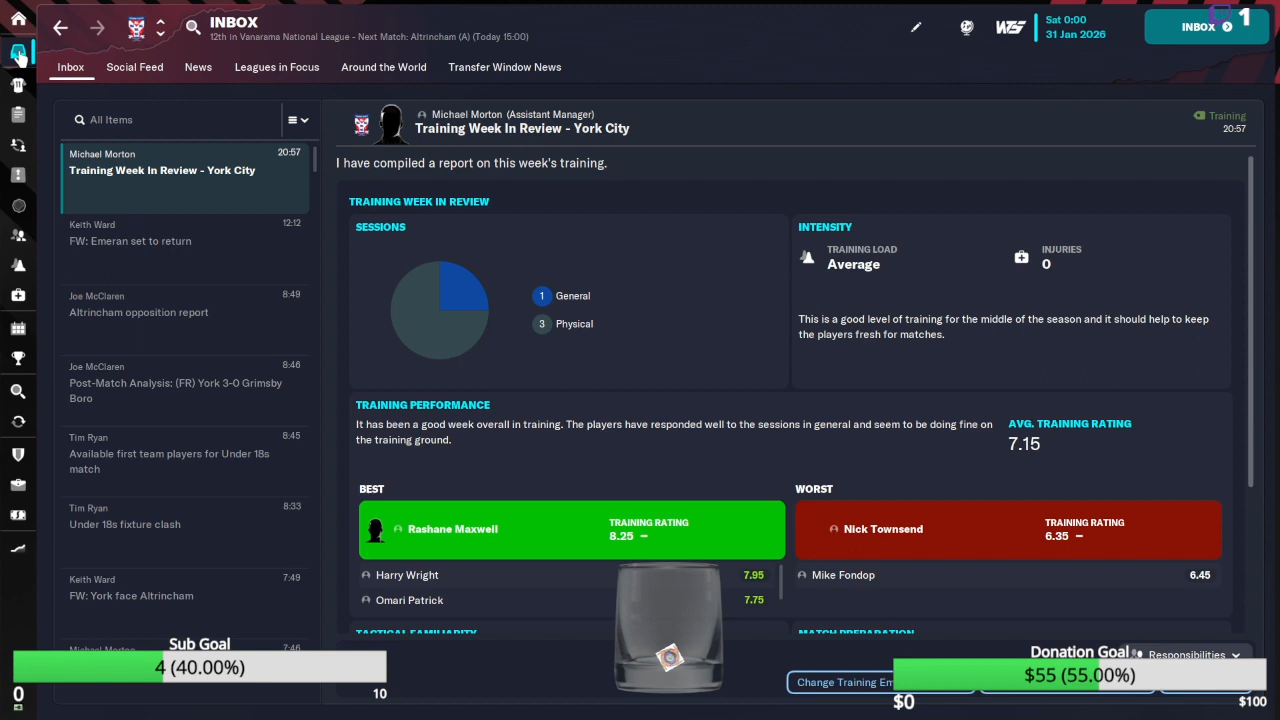 INBOX
12th in Vanarama National League - Next Match: Altrincham (A) (Today 15:00)
Sat 0:00
31 Jan 2026
INBOX
1
Inbox
Social Feed
News
Leagues in Focus
Around the World
Transfer Window News
All Items
Michael Morton
20:57
Training Week In Review - York City
Keith Ward
12:12
FW: Emeran set to return
Joe McClaren
8:49
Altrincham opposition report
Joe McClaren
8:46
Post-Match Analysis: (FR) York 3-0 Grimsby
Boro
Tim Ryan
8:45
Available first team players for Under 18s
match
Tim Ryan
8:33
Under 18s fixture clash
Keith Ward
7:49
FW: York face Altrincham
7:46
Michael Morton (Assistant Manager)
Training Week In Review - York City
Training
20:57
I have compiled a report on this week's training.
TRAINING WEEK IN REVIEW
SESSIONS
1 General
3 Physical
INTENSITY
TRAINING LOAD
Average
INJURIES
0
This is a good level of training for the middle of the season and it should help to keep
the players fresh for matches.
TRAINING PERFORMANCE
It has been a good week overall in training. The players have responded well to the sessions in general and seem to be doing fine on
the training ground.
AVG. TRAINING RATING
7.15
BEST
Rashane Maxwell
TRAINING RATING
8.25 –
Harry Wright
7.95
Omari Patrick
7.75
WORST
Nick Townsend
TRAINING RATING
6.35 –
Mike Fondop
6.45
TACTICAL FAMILIARITY
MATCH PREPARATION
Responsibilities
Change Training Em
Sub Goal
4 (40.00%)
0
10
Donation Goal
$55 (55.00%)
$0
$100